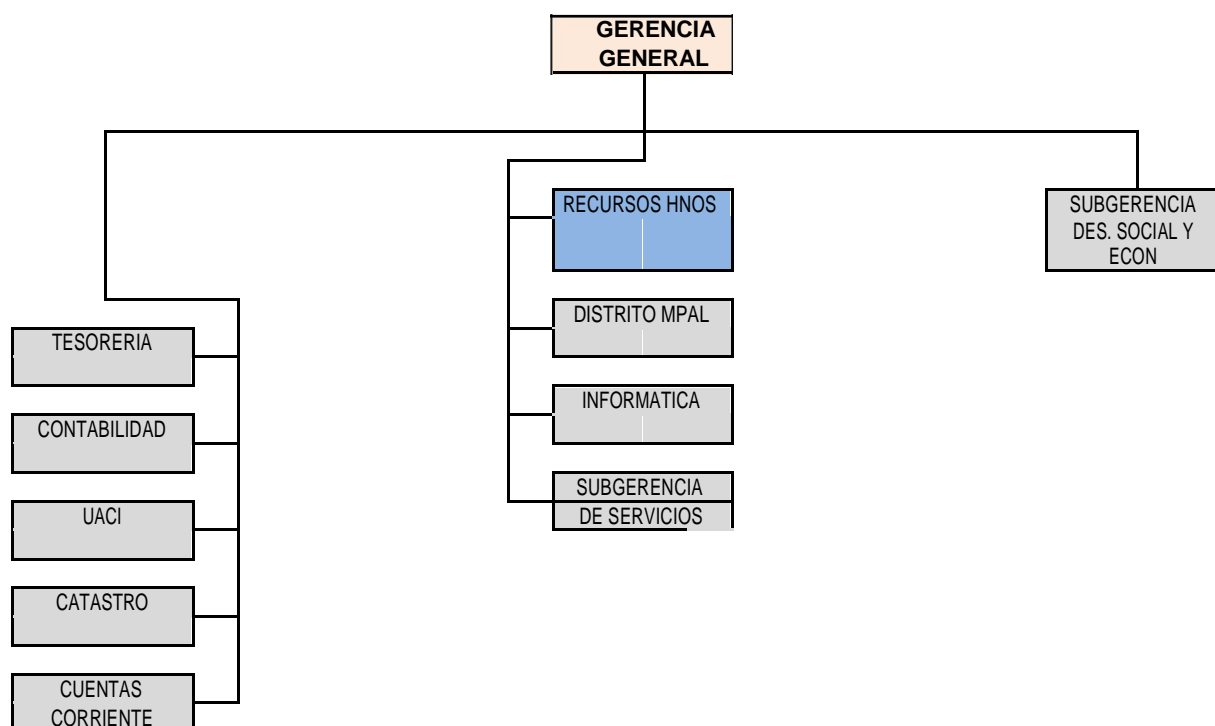 GERENCIA
GENERAL
RECURSOS HNOS
SUBGERENCIA
DES. SOCIAL Y
ECON
DISTRITO MPAL
TESORERIA
INFORMATICA
CONTABILIDAD
SUBGERENCIA
DE SERVICIOS
UACI
CATASTRO
CUENTAS
CORRIENTE